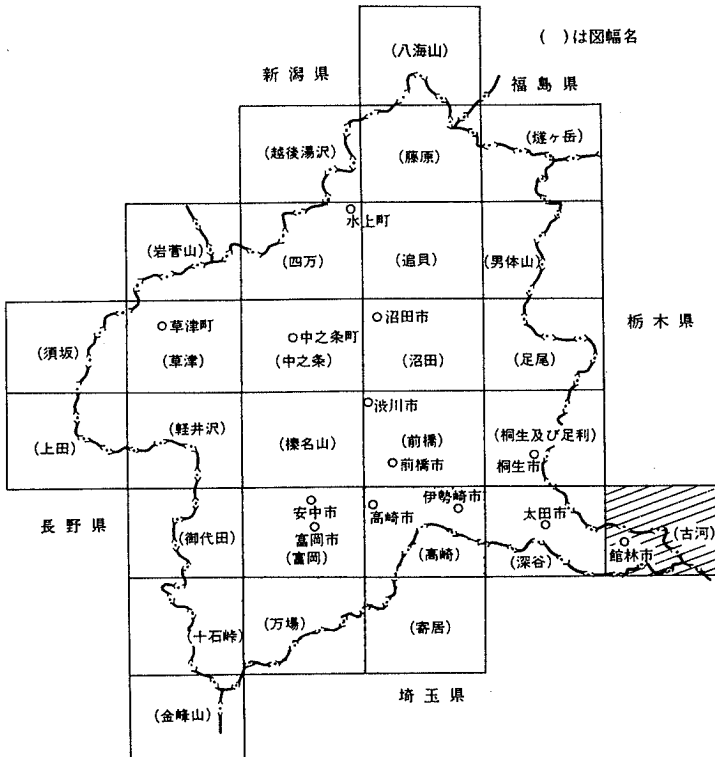 ( )は図幅名
(八海山)
新潟県
福島県
(越後湯沢)
(藤原)
(燧ヶ岳)
水上町
(岩菅山)
(四万)
(追貝)
(男体山)
栃木県
草津町
中之条町
沼田市
(須坂)
(草津)
(中之条)
(沼田)
(足尾)
渋川市
(上田)
(軽井沢)
(榛名山)
(前橋)
(桐生及び足利)
前橋市
桐生市
長野県
安中市
高崎市
伊勢崎市
太田市
(御代田)
富岡市
(富岡)
(高崎)
(深谷)
館林市
(古河)
(十石峠)
(万場)
(寄居)
埼玉県
(金峰山)